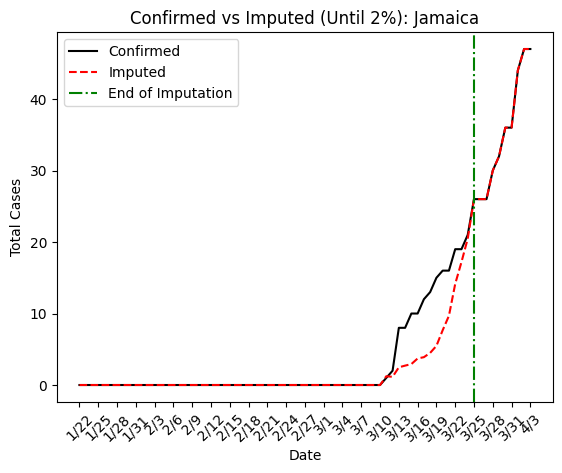 Confirmed vs Imputed (Until 2%): Jamaica
Confirmed
Imputed
End of Imputation
Total Cases
40
30
20
10
0
1/22 1/25 1/28 1/31 2/3 2/6 2/9 2/12 2/15 2/18 2/21 2/24 2/27 3/1 3/4 3/7 3/10 3/13 3/16 3/19 3/22 3/25 3/28 3/31 4/3
Date